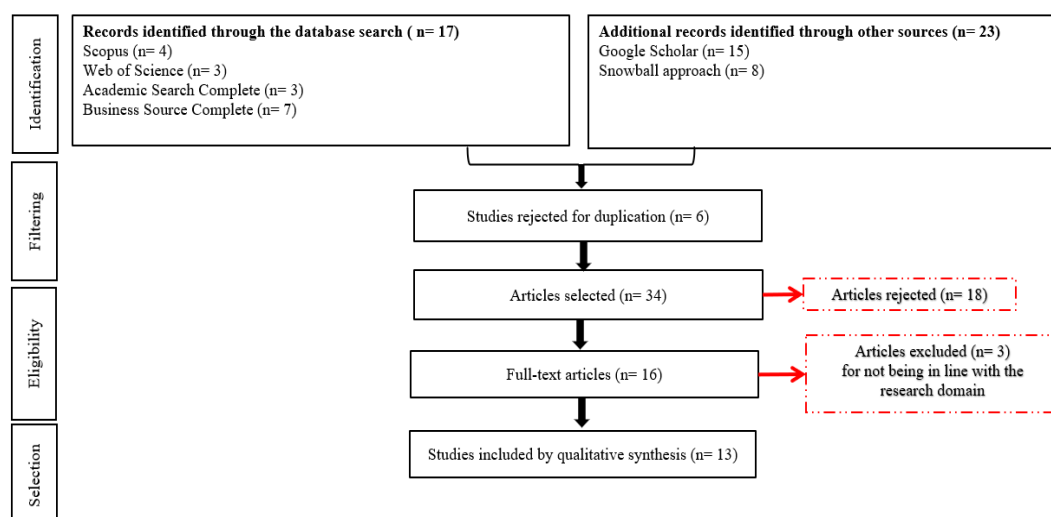 Identification
Records identified through the database search ( n= 17)
Scopus (n= 4)
Web of Science (n= 3)
Academic Search Complete (n= 3)
Business Source Complete (n= 7)
Additional records identified through other sources (n= 23)
Google Scholar (n= 15)
Snowball approach (n= 8)
Filtering
Studies rejected for duplication (n= 6)
Eligibility
Articles selected (n= 34)
Articles rejected (n= 18)
Full-text articles (n= 16)
Articles excluded (n= 3)
for not being in line with the
research domain
Selection
Studies included by qualitative synthesis (n= 13)